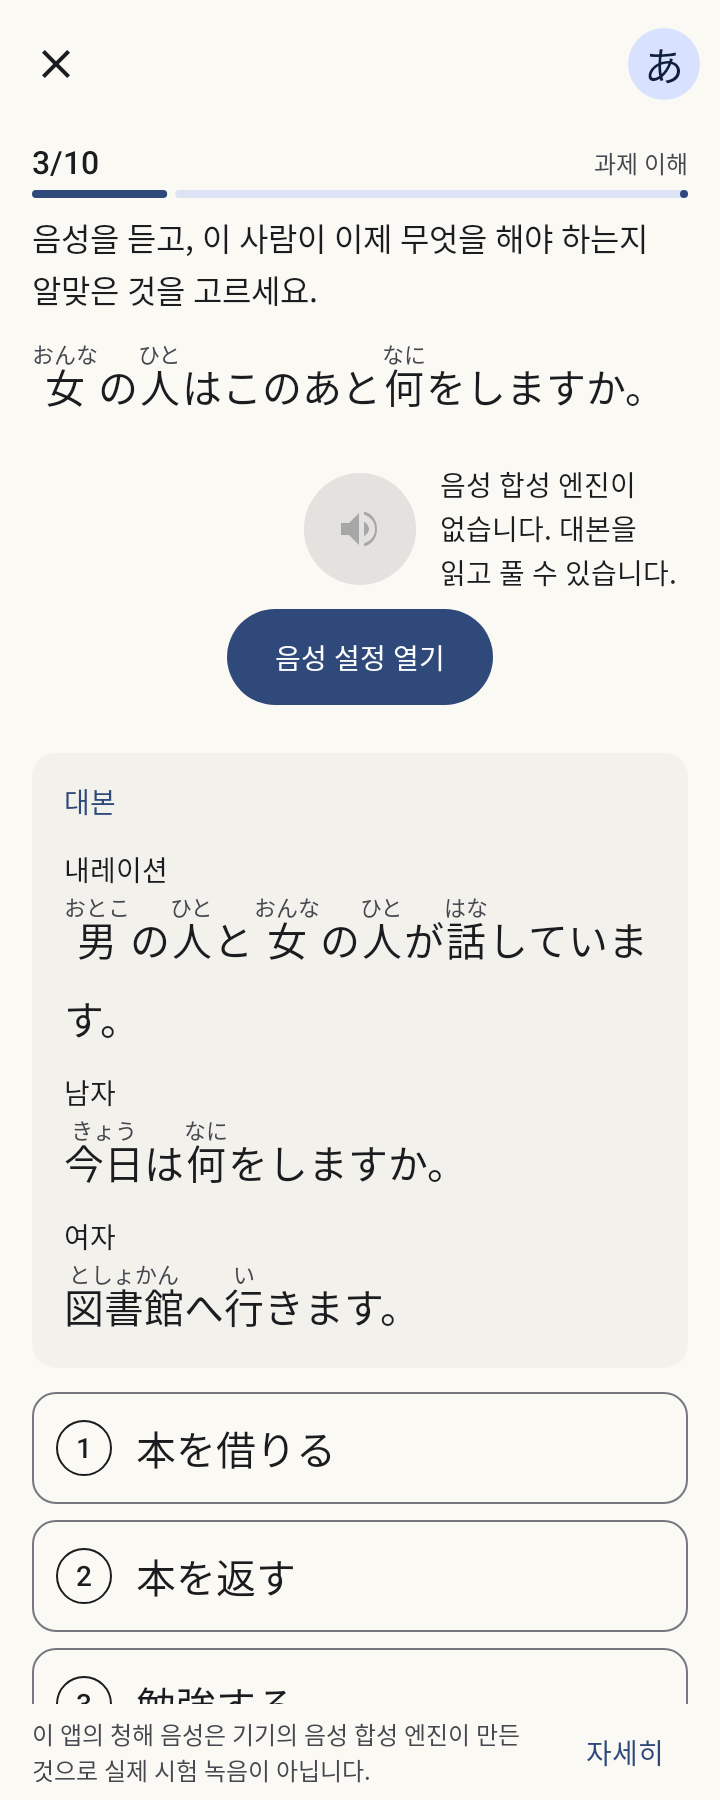 あ
3/10
과제 이해
음성을 듣고, 이 사람이 이제 무엇을 해야 하는지
알맞은 것을 고르세요.
おんな ひと なに
女の人はこのあと何をしますか。
음성 합성 엔진이
없습니다. 대본을
읽고 풀 수 있습니다.
음성 설정 열기
대본
내레이션
おとこ ひと おんな ひと はな
男の人と女の人が話していま
す。
남자
きょう なに
今日は何をしますか。
여자
としょかん い
図書館へ行きます。
1 本を借りる
2 本を返す
3 勉強する
이 앱의 청해 음성은 기기의 음성 합성 엔진이 만든
것으로 실제 시험 녹음이 아닙니다.
자세히